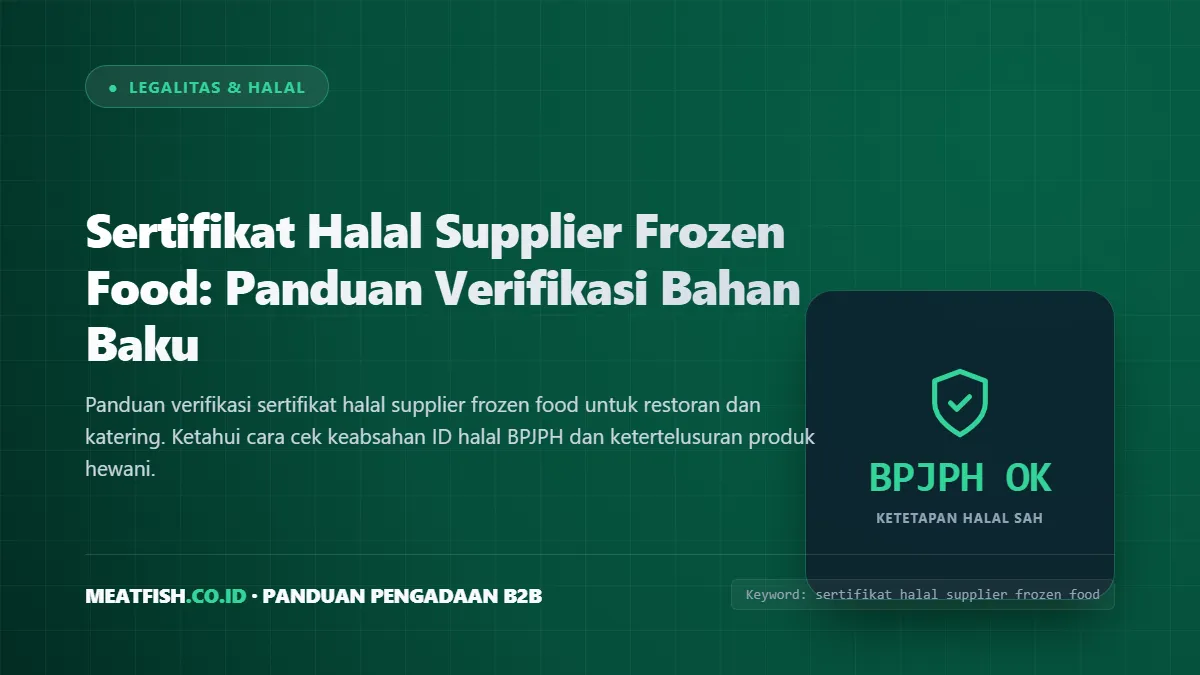 LEGALITAS & HALAL
Sertifikat Halal Supplier Frozen
Food: Panduan Verifikasi Bahan
Baku
Panduan verifikasi sertifikat halal supplier frozen food untuk restoran dan
katering. Ketahui cara cek keabsahan ID halal BPJPH dan ketertelusuran produk
hewani.
BPJPH OK
KETETAPAN HALAL SAH
MEATFISH.CO.ID · PANDUAN PENGADAAN B2B
Keyword: sertifikat halal supplier frozen food